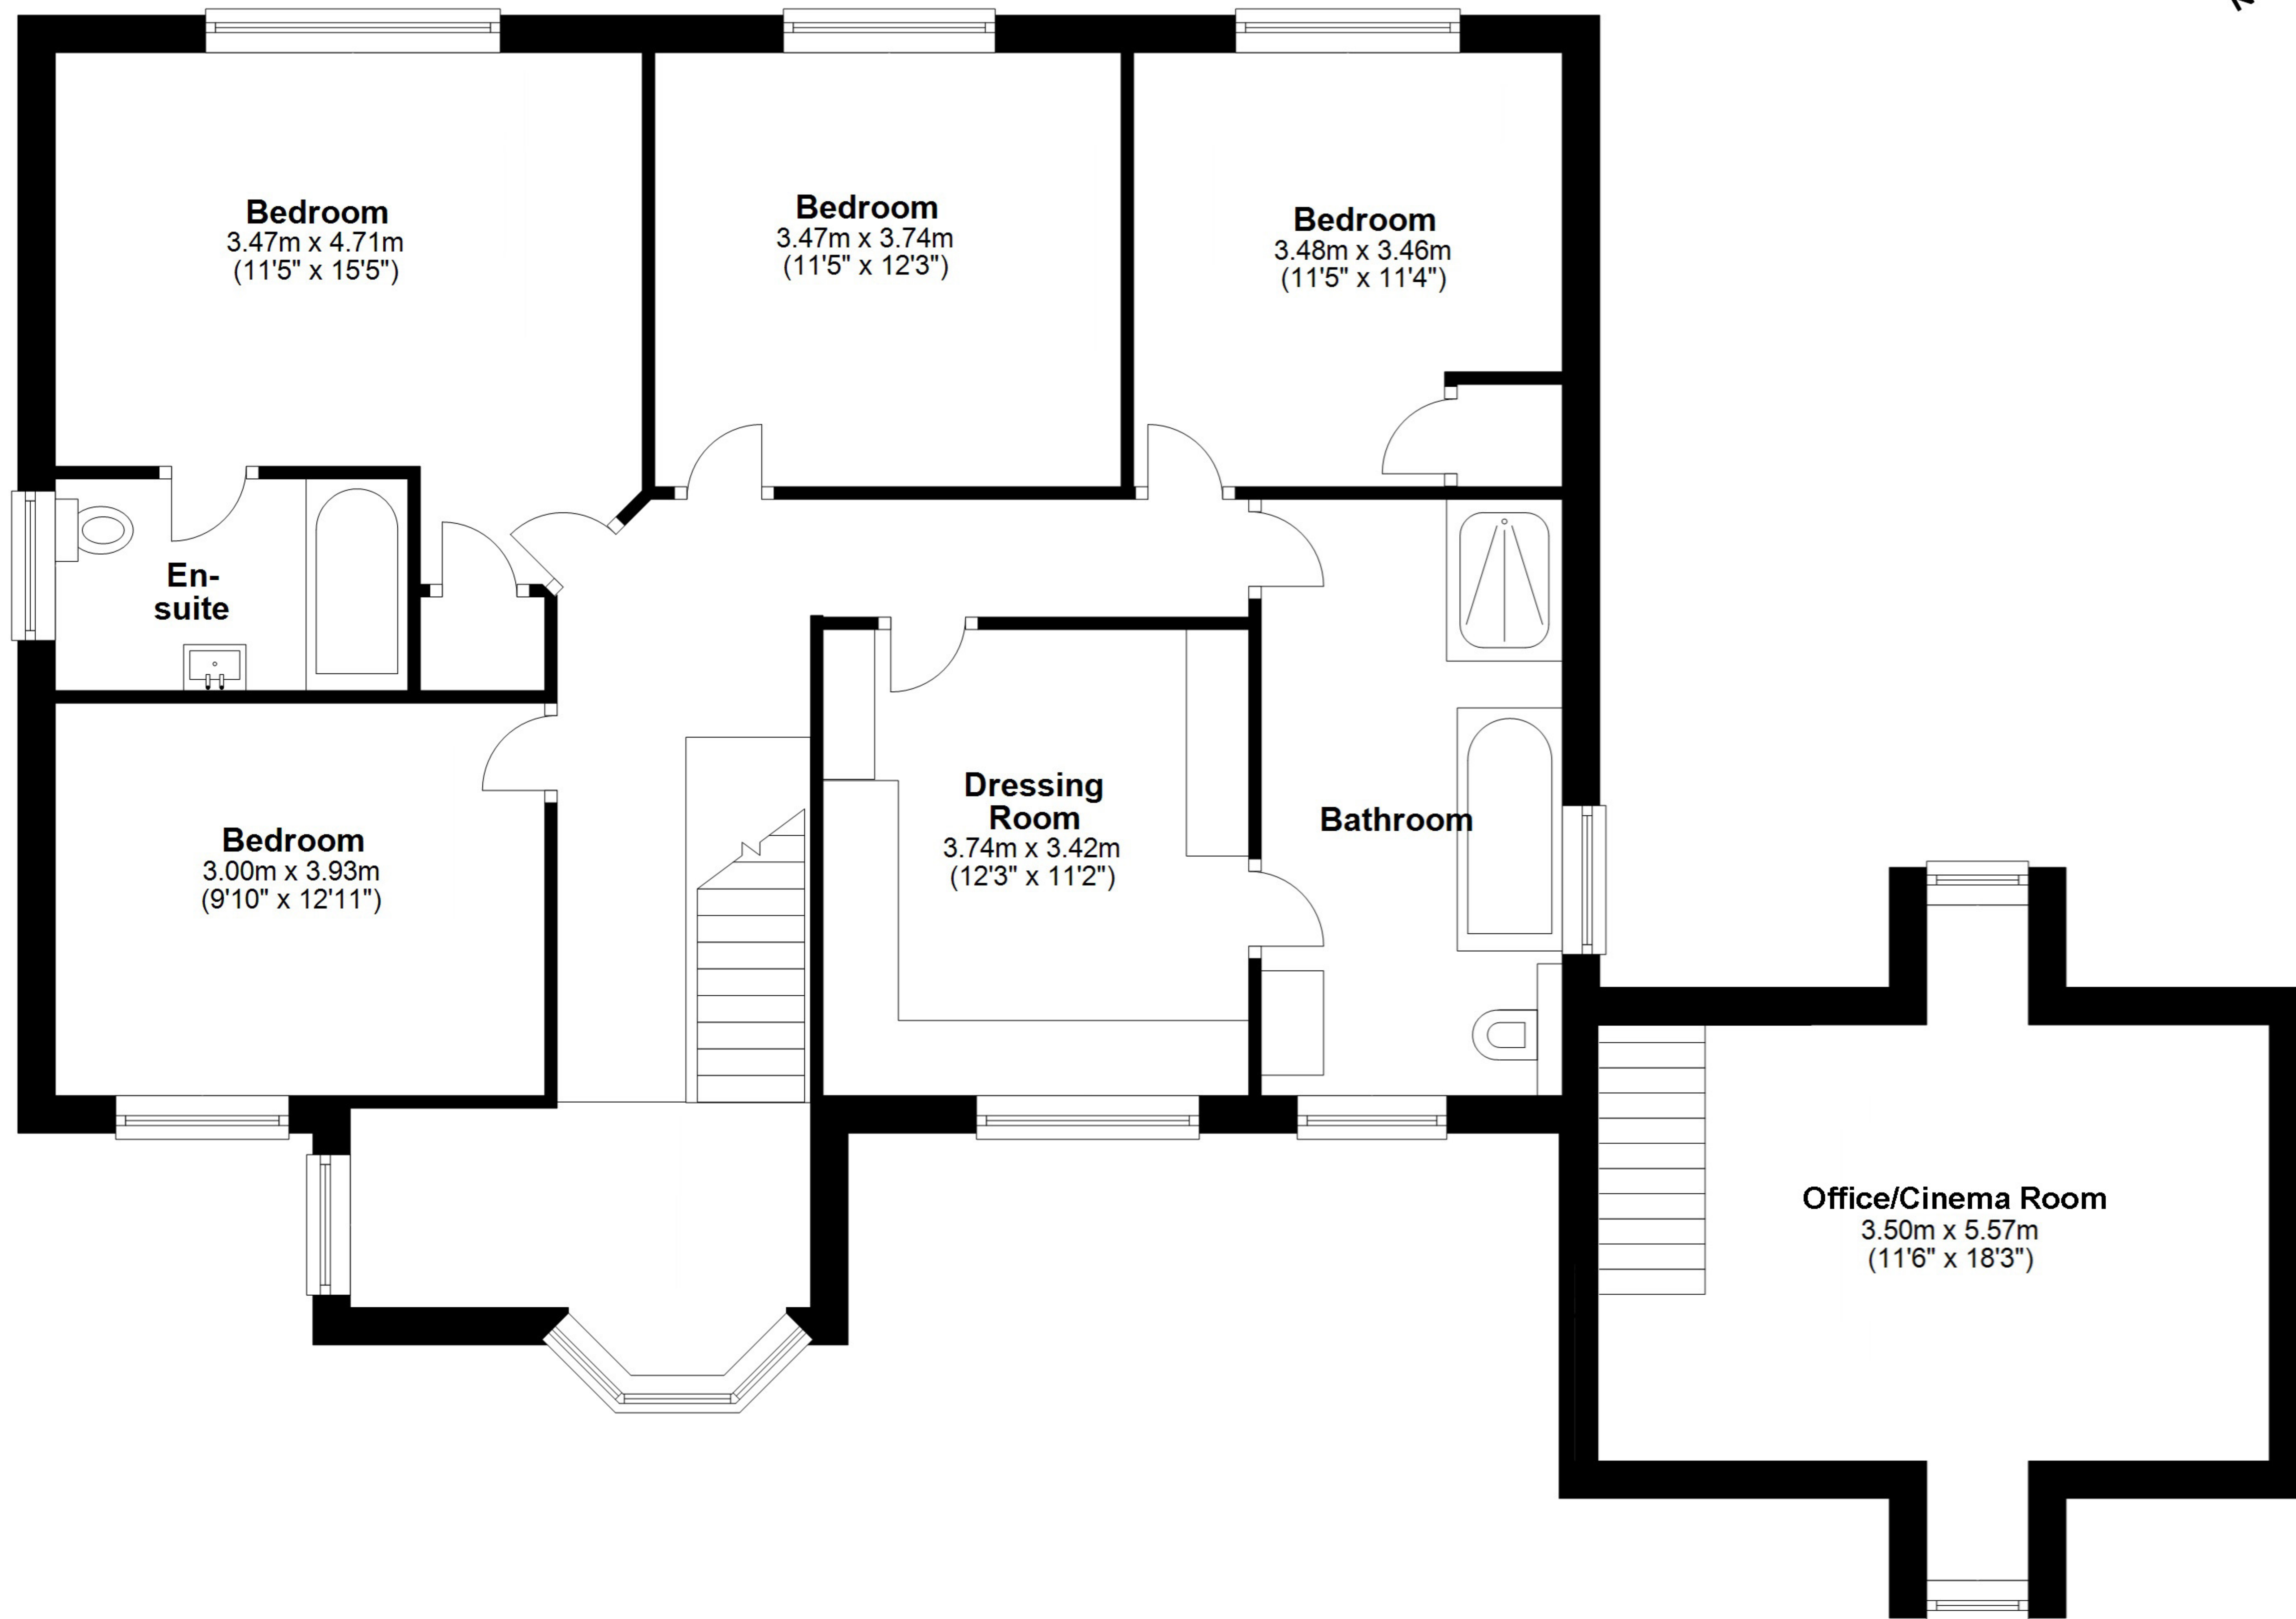 Bedroom
3.47m x 4.71m
(11'5" x 15'5")
Bedroom
3.47m x 3.74m
(11'5" x 12'3")
Bedroom
3.48m x 3.46m
(11'5" x 11'4")
En-
suite
Bedroom
3.00m x 3.93m
(9'10" x 12'11")
Dressing
Room
3.74m x 3.42m
(12'3" x 11'2")
Bathroom
Office/Cinema Room
3.50m x 5.57m
(11'6" x 18'3")